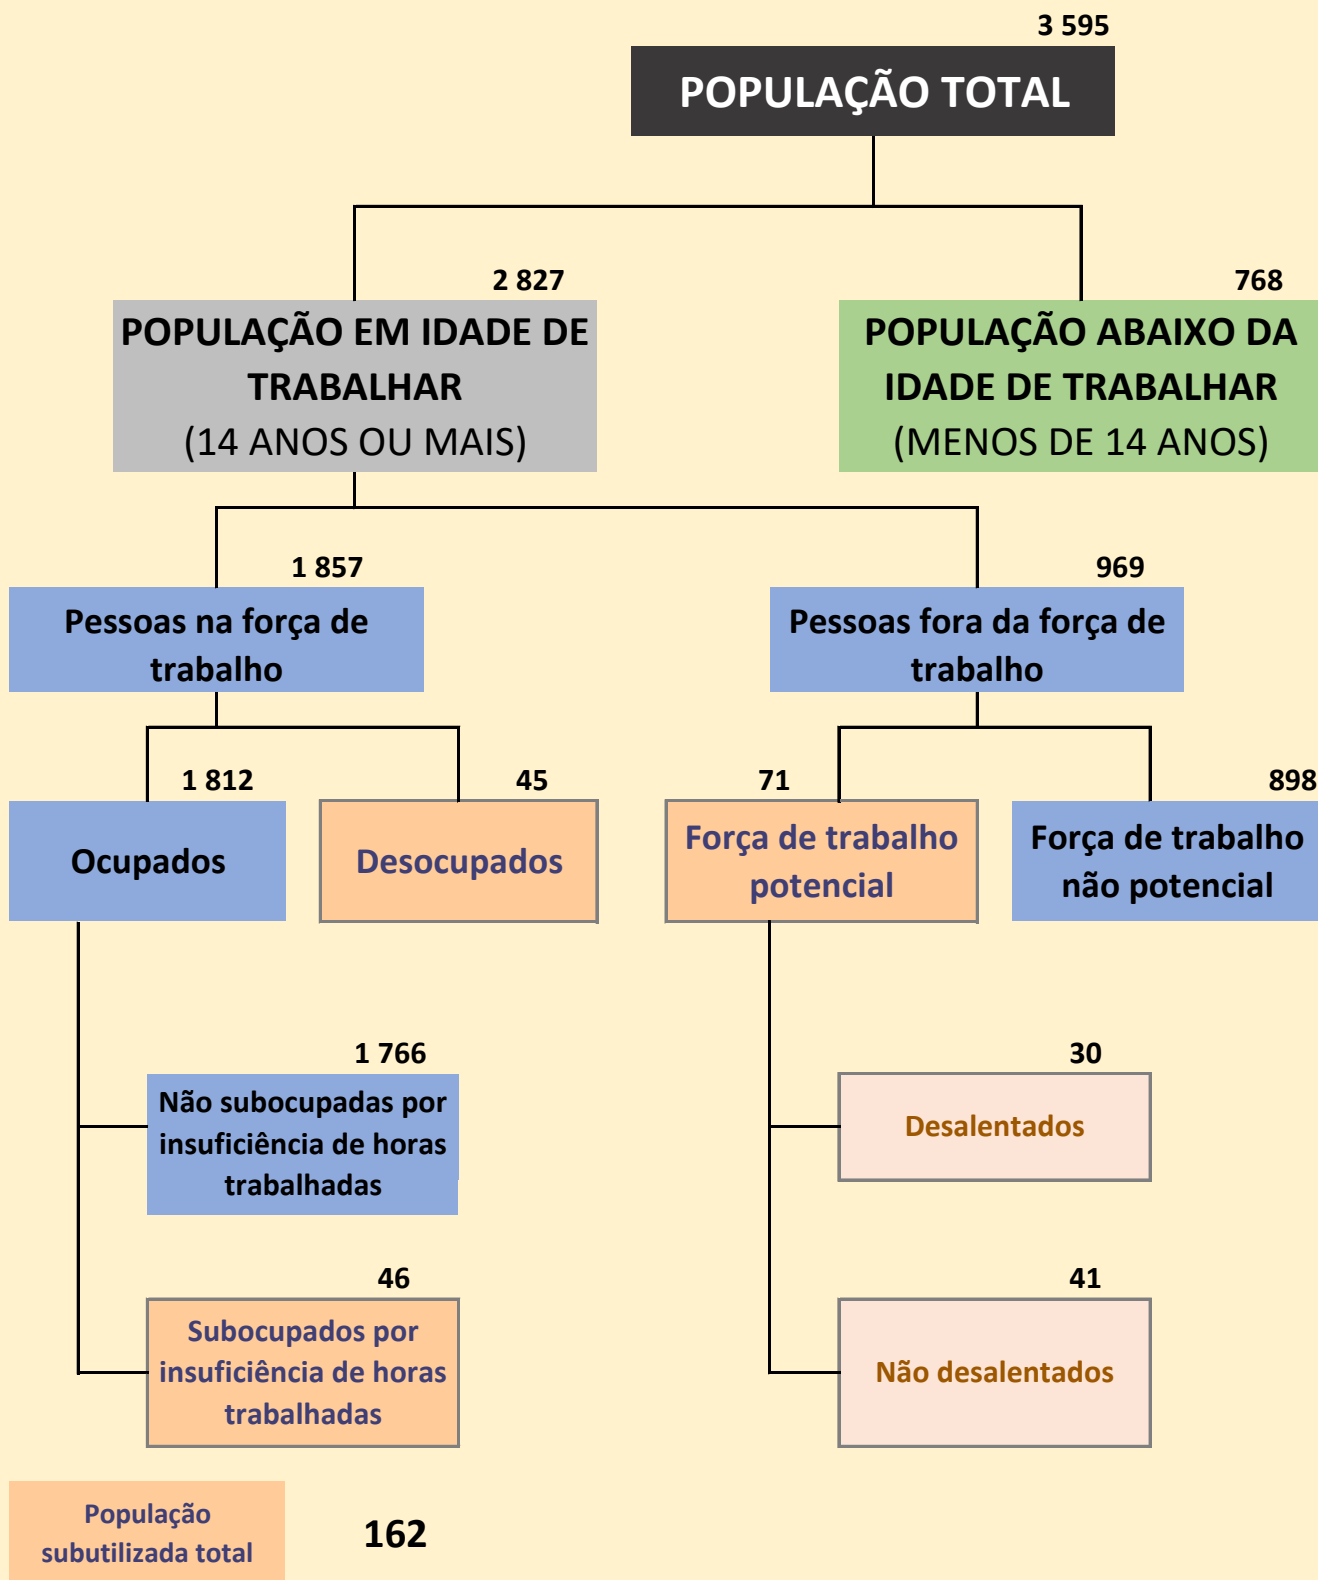 3 595
POPULAÇÃO TOTAL
2 827
POPULAÇÃO EM IDADE DE
TRABALHAR
(14 ANOS OU MAIS)
768
POPULAÇÃO ABAIXO DA
IDADE DE TRABALHAR
(MENOS DE 14 ANOS)
1 857
Pessoas na força de
trabalho
969
Pessoas fora da força de
trabalho
1 812
Ocupados
45
Desocupados
71
Força de trabalho
potencial
898
Força de trabalho
não potencial
1 766
Não subocupadas por
insuficiência de horas
trabalhadas
30
Desalentados
46
Subocupados por
insuficiência de horas
trabalhadas
41
Não desalentados
População
subutilizada total
162